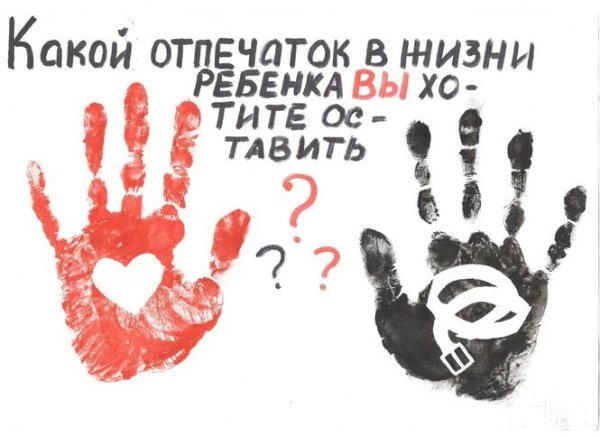 Какой отпечаток в жизни
ребенка вы хо-
тите ос-
тавить
?
? ?